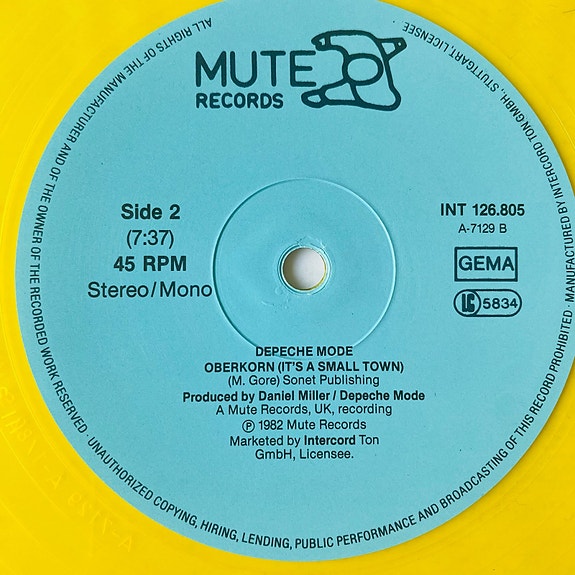 MUTE
RECORDS
Side 2
(7:37)
45 RPM
Stereo/Mono
INT 126.805
A-7129 B
GEMA
LC 5834
DEPECHE MODE
OBERKORN (IT'S A SMALL TOWN)
(M. Gore) Sonet Publishing
Produced by Daniel Miller / Depeche Mode
A Mute Records, UK, recording
Ⓟ 1982 Mute Records
Marketed by Intercord Ton
GmbH, Licensee.
ALL RIGHTS OF THE MANUFACTURER AND OF THE OWNER OF THE RECORDED WORK RESERVED · UNAUTHORIZED COPYING, HIRING, LENDING, PUBLIC PERFORMANCE AND BROADCASTING OF THIS RECORD PROHIBITED · MANUFACTURED BY INTERCORD TON GMBH, STUTTGART, LICENSEE